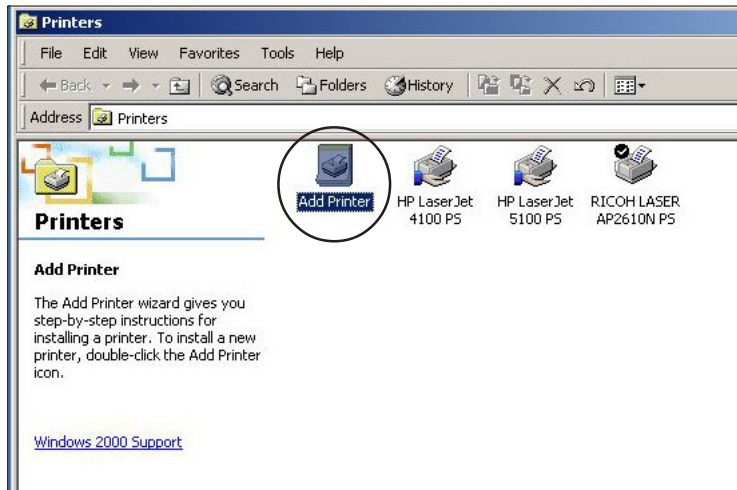 Printers
File Edit View Favorites Tools Help
Back Search Folders History
Address Printers
Add Printer
HP LaserJet
4100 PS
HP LaserJet
5100 PS
RICOH LASER
AP2610N PS
Printers
Add Printer
The Add Printer wizard gives you
step-by-step instructions for
installing a printer. To install a new
printer, double-click the Add Printer
icon.
Windows 2000 Support